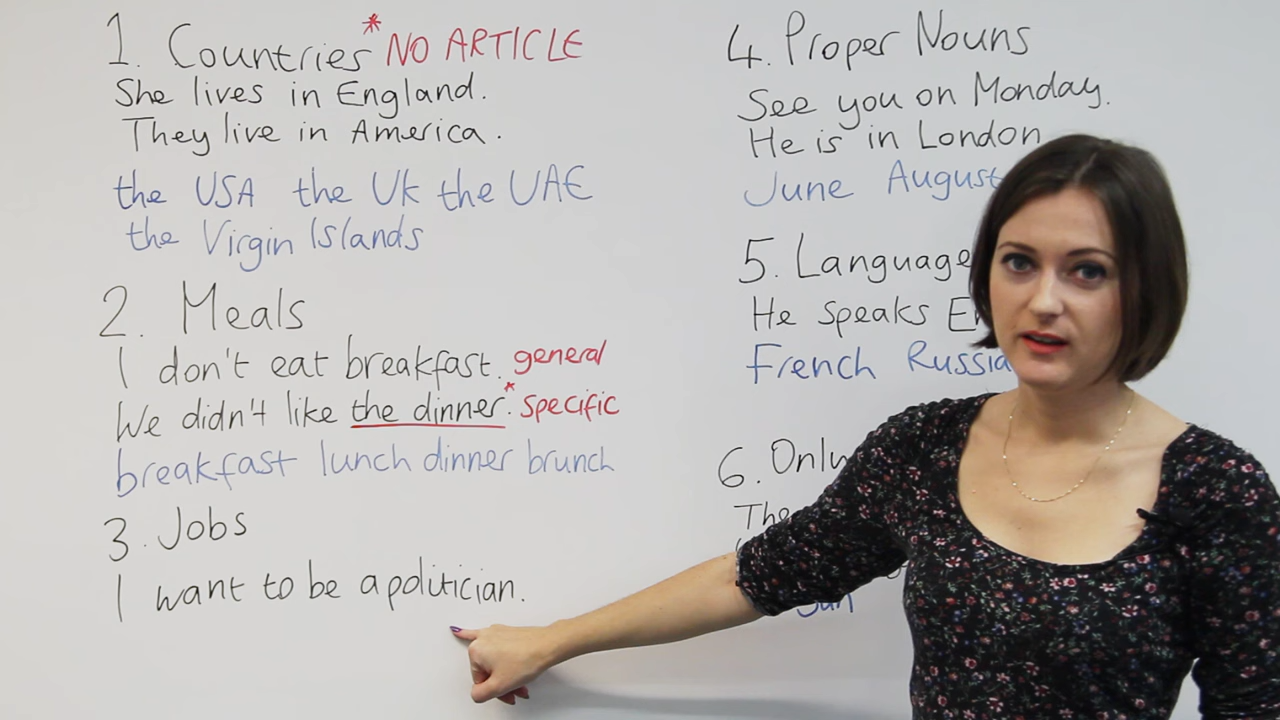 1. Countries * NO ARTICLE
She lives in England.
They live in America.
the USA the UK the UAE
the Virgin Islands
2. Meals
I don't eat breakfast. general
We didn't like the dinner.* specific
breakfast lunch dinner brunch
3. Jobs
I want to be a politician.
4. Proper Nouns
See you on Monday.
He is in London
June August
5.
He speaks
French
6.